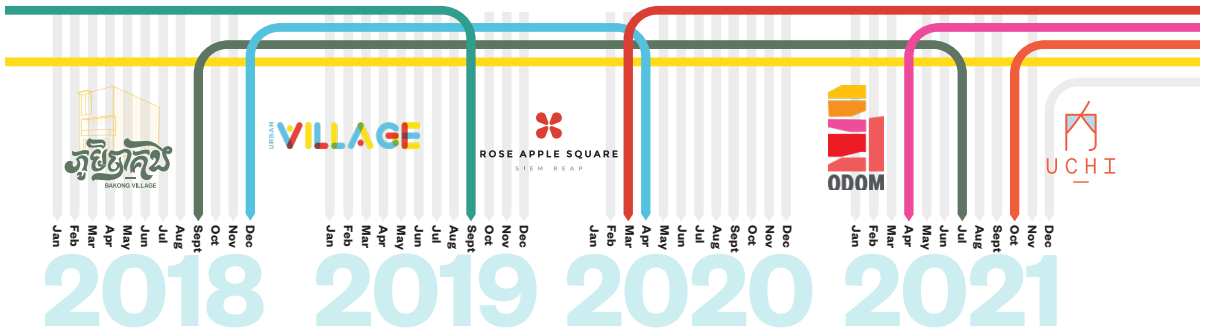 ភូមិបាគង
BAKONG VILLAGE
URBAN
VILLAGE
ROSE APPLE SQUARE
SIEM REAP
ODOM
UCHI
Jan
Feb
Mar
Apr
May
Jun
Jul
Aug
Sept
Oct
Nov
Dec
2018
Jan
Feb
Mar
Apr
May
Jun
Jul
Aug
Sept
Oct
Nov
Dec
2019
Jan
Feb
Mar
Apr
May
Jun
Jul
Aug
Sept
Oct
Nov
Dec
2020
Jan
Feb
Mar
Apr
May
Jun
Jul
Aug
Sept
Oct
Nov
Dec
2021